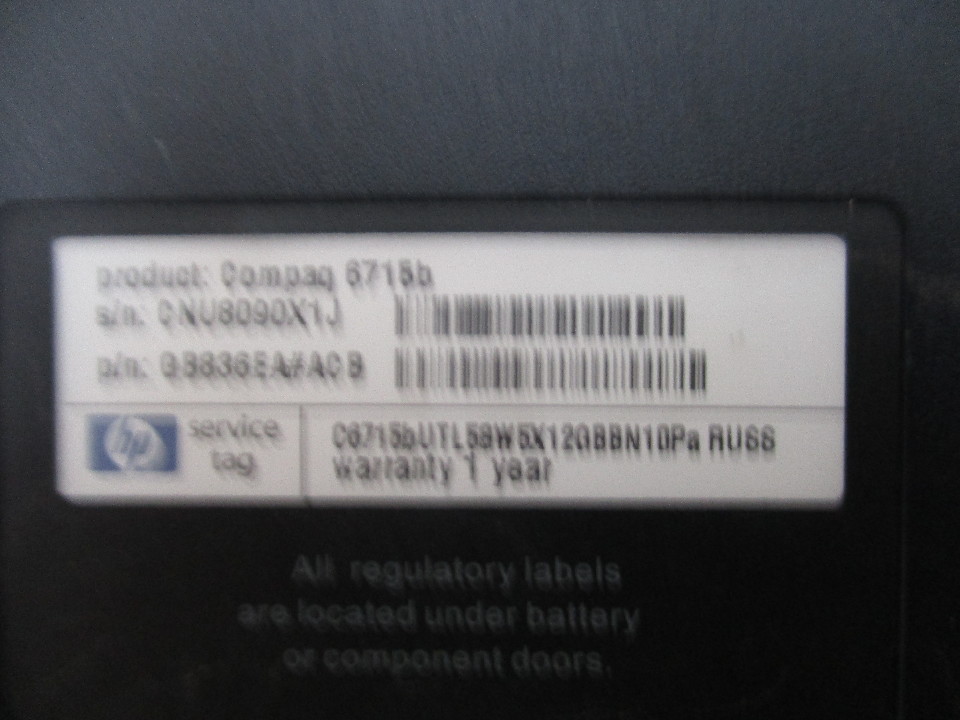 product: Compaq 6715b
s/n: CNU8090X1J
p/n: GB836EA#ACB
hp
service
tag
C6715bUTL58W5X12GBBN10Pa RUSS
warranty 1 year
All regulatory labels
are located under battery
or component doors.